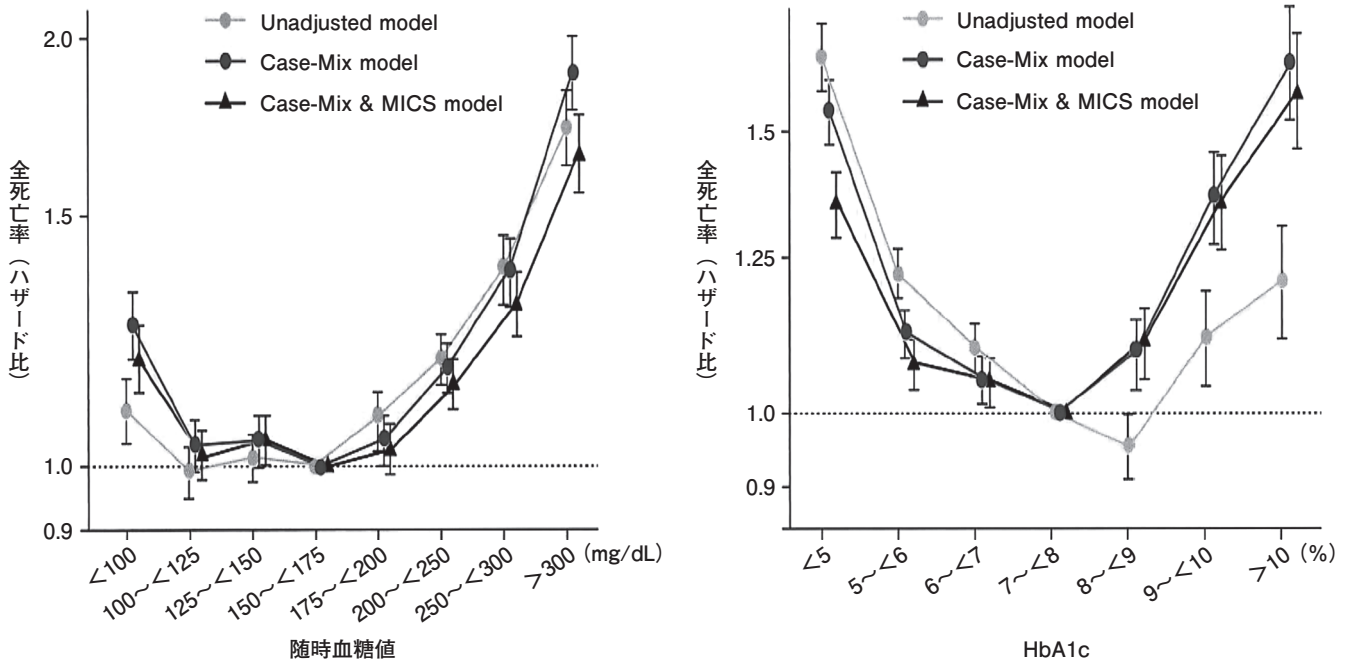 Unadjusted model
Case-Mix model
Case-Mix & MICS model
2.0
1.5
1.0
0.9
全死亡率（ハザード比）
<100
100～<125
125～<150
150～<175
175～<200
200～<250
250～<300
>300
(mg/dL)
随時血糖値
Unadjusted model
Case-Mix model
Case-Mix & MICS model
1.5
1.25
1.0
0.9
全死亡率（ハザード比）
<5
5～<6
6～<7
7～<8
8～<9
9～<10
>10
(%)
HbA1c